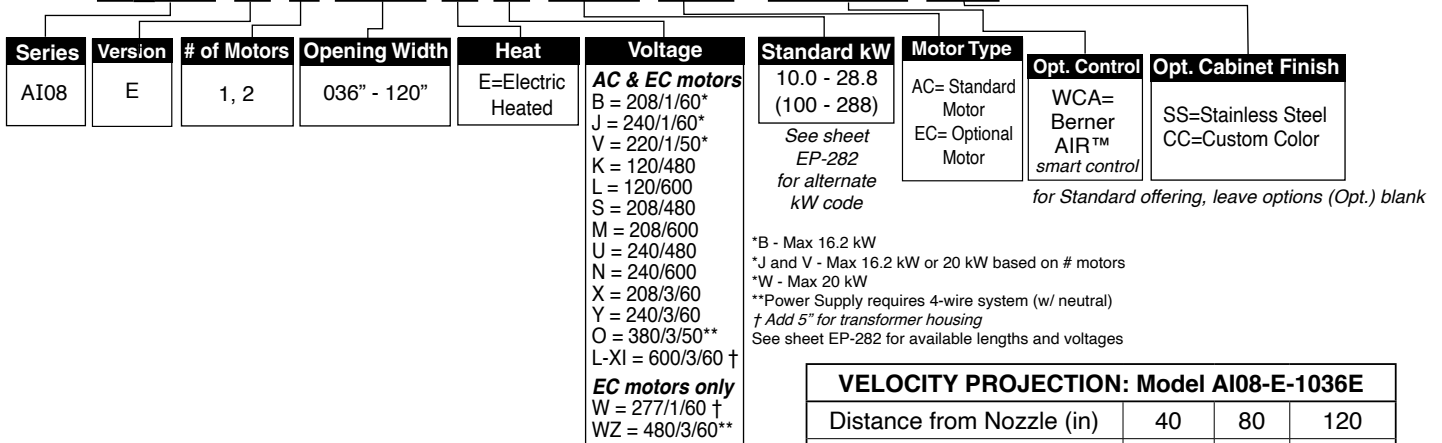 Series
AI08
Version
E
# of Motors
1, 2
Opening Width
036” - 120”
Heat
E=Electric
Heated
Voltage
AC & EC motors
B = 208/1/60*
J = 240/1/60*
V = 220/1/50*
K = 120/480
L = 120/600
S = 208/480
M = 208/600
U = 240/480
N = 240/600
X = 208/3/60
Y = 240/3/60
O = 380/3/50**
L-XI = 600/3/60 †
EC motors only
W = 277/1/60 †
WZ = 480/3/60**
Standard kW
10.0 - 28.8
(100 - 288)
See sheet
EP-282
for alternate
kW code
Motor Type
AC= Standard
Motor
EC= Optional
Motor
Opt. Control
WCA=
Berner
AIR™
smart control
Opt. Cabinet Finish
SS=Stainless Steel
CC=Custom Color
for Standard offering, leave options (Opt.) blank
*B - Max 16.2 kW
*J and V - Max 16.2 kW or 20 kW based on # motors
*W - Max 20 kW
**Power Supply requires 4-wire system (w/ neutral)
† Add 5” for transformer housing
See sheet EP-282 for available lengths and voltages
VELOCITY PROJECTION: Model AI08-E-1036E
Distance from Nozzle (in) 40 80 120